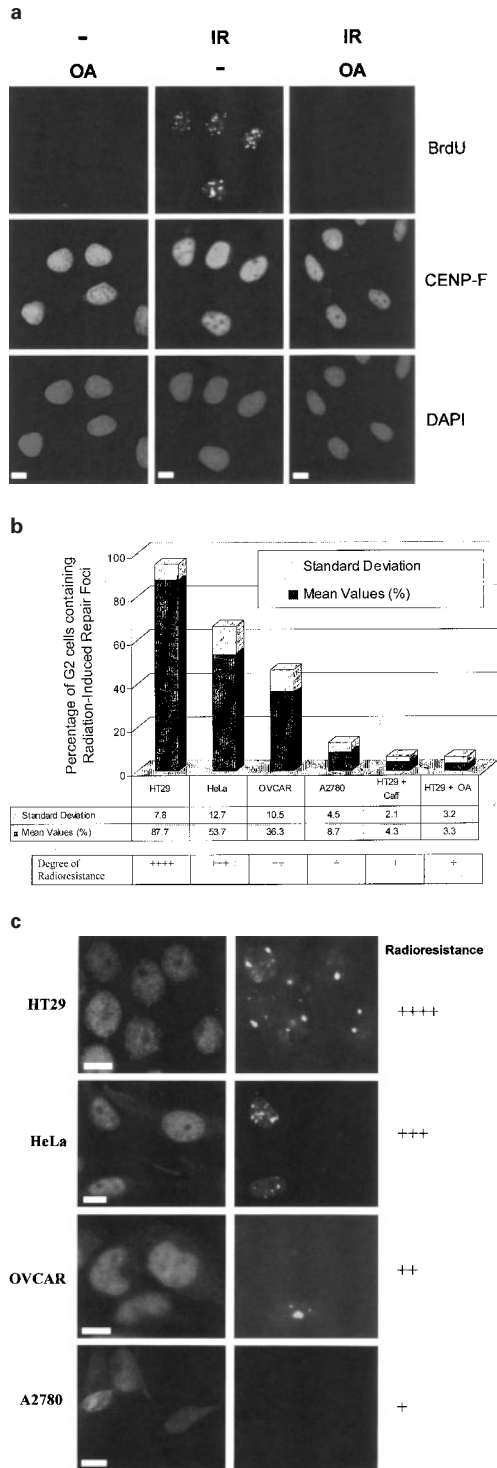 a
- IR IR
OA - OA
BrdU
CENP-F
DAPI
b
Percentage of G2 cells containing
Radiation-Induced Repair Foci
100
80
60
40
20
0
Standard Deviation
Mean Values (%)
HT29 HeLa OVCAR A2780 HT29 + Caff HT29 + OA
Standard Deviation 7.8 12.7 10.5 4.5 2.1 3.2
Mean Values (%) 87.7 53.7 36.3 8.7 4.3 3.3
Degree of
Radioresistance
++++ +++ ++ + + +
c
Radioresistance
HT29 ++++
HeLa +++
OVCAR ++
A2780 +